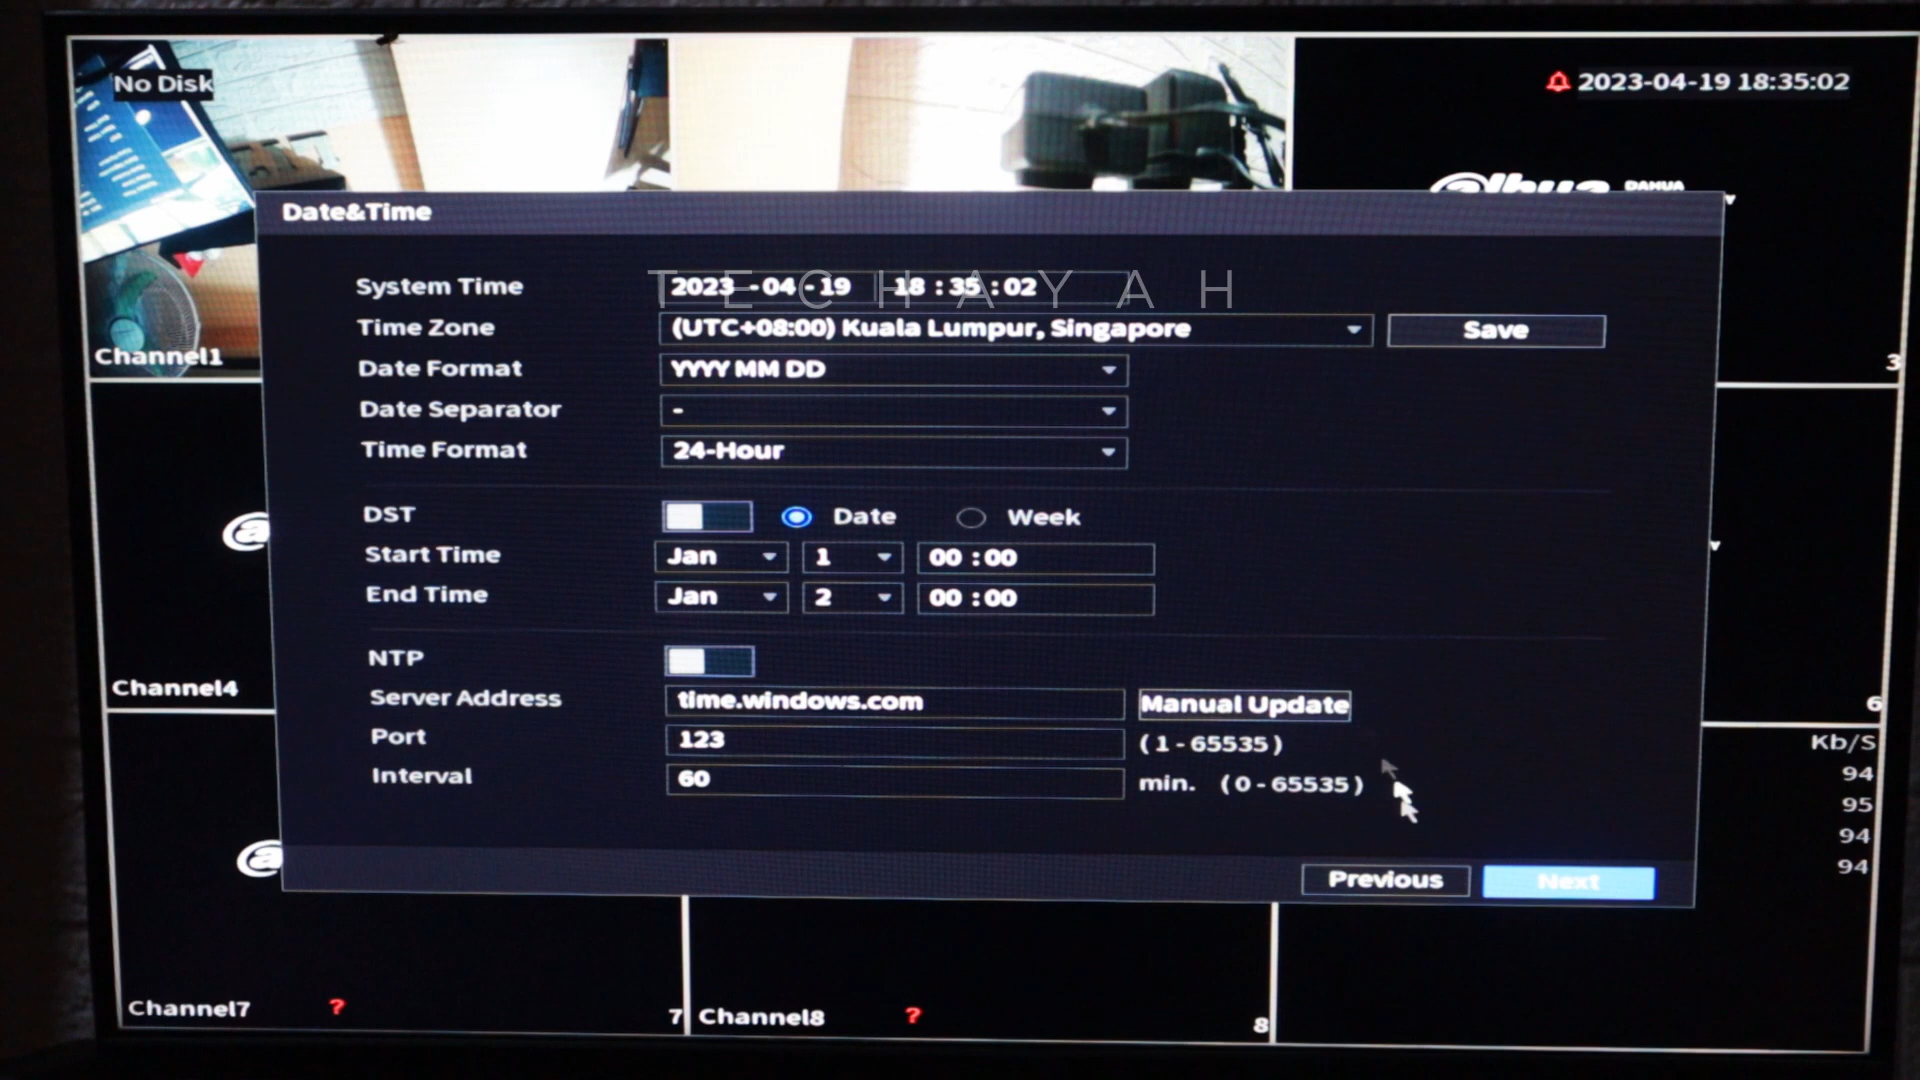 No Disk
2023-04-19 18:35:02
alhua DAHUA
Date&Time
TECHAYAH
System Time 2023 - 04 - 19 18 : 35 : 02
Time Zone (UTC+08:00) Kuala Lumpur, Singapore Save
Date Format YYYY MM DD
Channel1 3
Date Separator -
Time Format 24-Hour
DST Date Week
Start Time Jan 1 00 : 00
End Time Jan 2 00 : 00
NTP
Channel4 6
Server Address time.windows.com Manual Update
Port 123 ( 1 - 65535 )
Interval 60 min. ( 0 - 65535 )
Kb/S
94
95
94
94
Previous Next
Channel7 ? 7
Channel8 ? 8